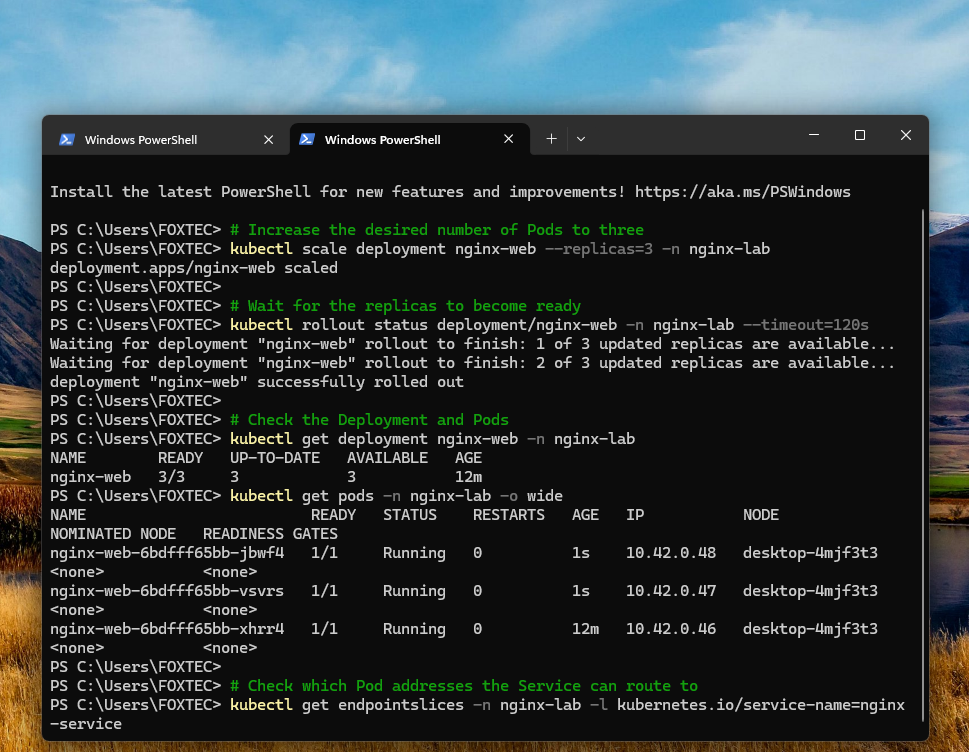 Windows PowerShell
Windows PowerShell
Install the latest PowerShell for new features and improvements! https://aka.ms/PSWindows
PS C:\Users\FOXTEC> # Increase the desired number of Pods to three
PS C:\Users\FOXTEC> kubectl scale deployment nginx-web --replicas=3 -n nginx-lab
deployment.apps/nginx-web scaled
PS C:\Users\FOXTEC>
PS C:\Users\FOXTEC> # Wait for the replicas to become ready
PS C:\Users\FOXTEC> kubectl rollout status deployment/nginx-web -n nginx-lab --timeout=120s
Waiting for deployment "nginx-web" rollout to finish: 1 of 3 updated replicas are available...
Waiting for deployment "nginx-web" rollout to finish: 2 of 3 updated replicas are available...
deployment "nginx-web" successfully rolled out
PS C:\Users\FOXTEC>
PS C:\Users\FOXTEC> # Check the Deployment and Pods
PS C:\Users\FOXTEC> kubectl get deployment nginx-web -n nginx-lab
NAME        READY   UP-TO-DATE   AVAILABLE   AGE
nginx-web   3/3     3            3           12m
PS C:\Users\FOXTEC> kubectl get pods -n nginx-lab -o wide
NAME                         READY   STATUS    RESTARTS   AGE   IP           NODE
NOMINATED NODE   READINESS GATES
nginx-web-6bdfff65bb-jbwf4   1/1     Running   0          1s    10.42.0.48   desktop-4mjf3t3
<none>           <none>
nginx-web-6bdfff65bb-vsvrs   1/1     Running   0          1s    10.42.0.47   desktop-4mjf3t3
<none>           <none>
nginx-web-6bdfff65bb-xhrr4   1/1     Running   0          12m   10.42.0.46   desktop-4mjf3t3
<none>           <none>
PS C:\Users\FOXTEC>
PS C:\Users\FOXTEC> # Check which Pod addresses the Service can route to
PS C:\Users\FOXTEC> kubectl get endpointslices -n nginx-lab -l kubernetes.io/service-name=nginx
-service